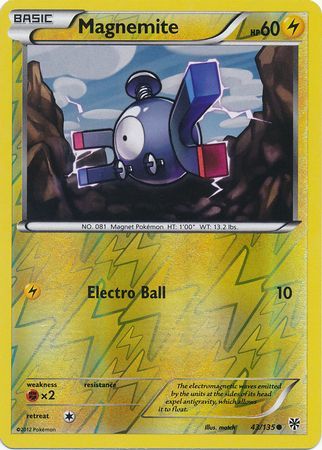 BASIC
Magnemite
HP60
NO. 081 Magnet Pokémon HT: 1'00" WT: 13.2 lbs.
Electro Ball 10
weakness resistance
×2
retreat
The electromagnetic waves emitted
by the units at the sides of its head
expel antigravity, which allows
it to float.
©2012 Pokémon
Illus. match!
43/135